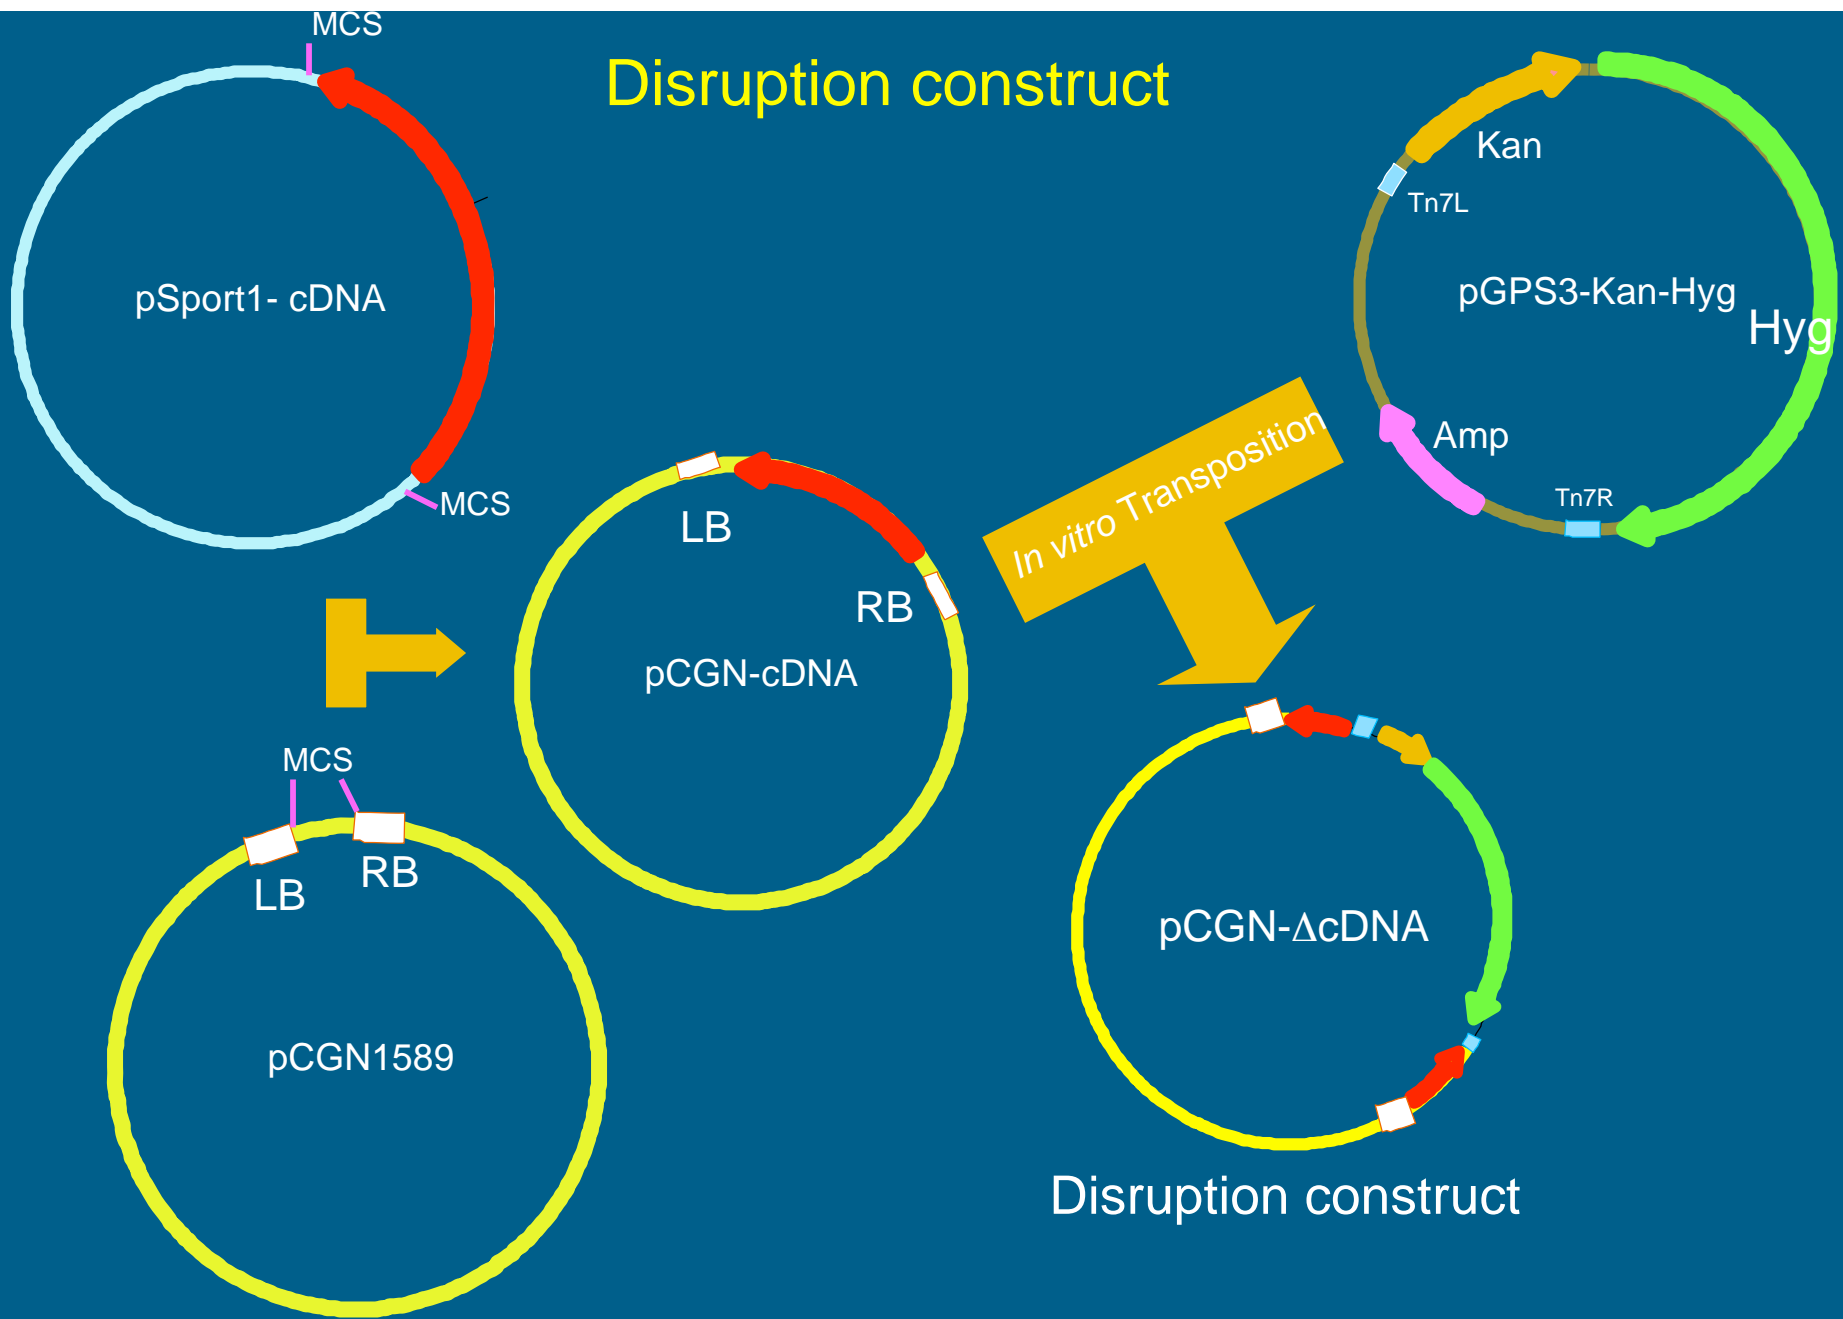 Disruption construct
MCS
pSport1- cDNA
MCS
Kan
Tn7L
pGPS3-Kan-Hyg
Hyg
Amp
Tn7R
In vitro Transposition
LB
RB
pCGN-cDNA
MCS
LB
RB
pCGN1589
pCGN-ΔcDNA
Disruption construct